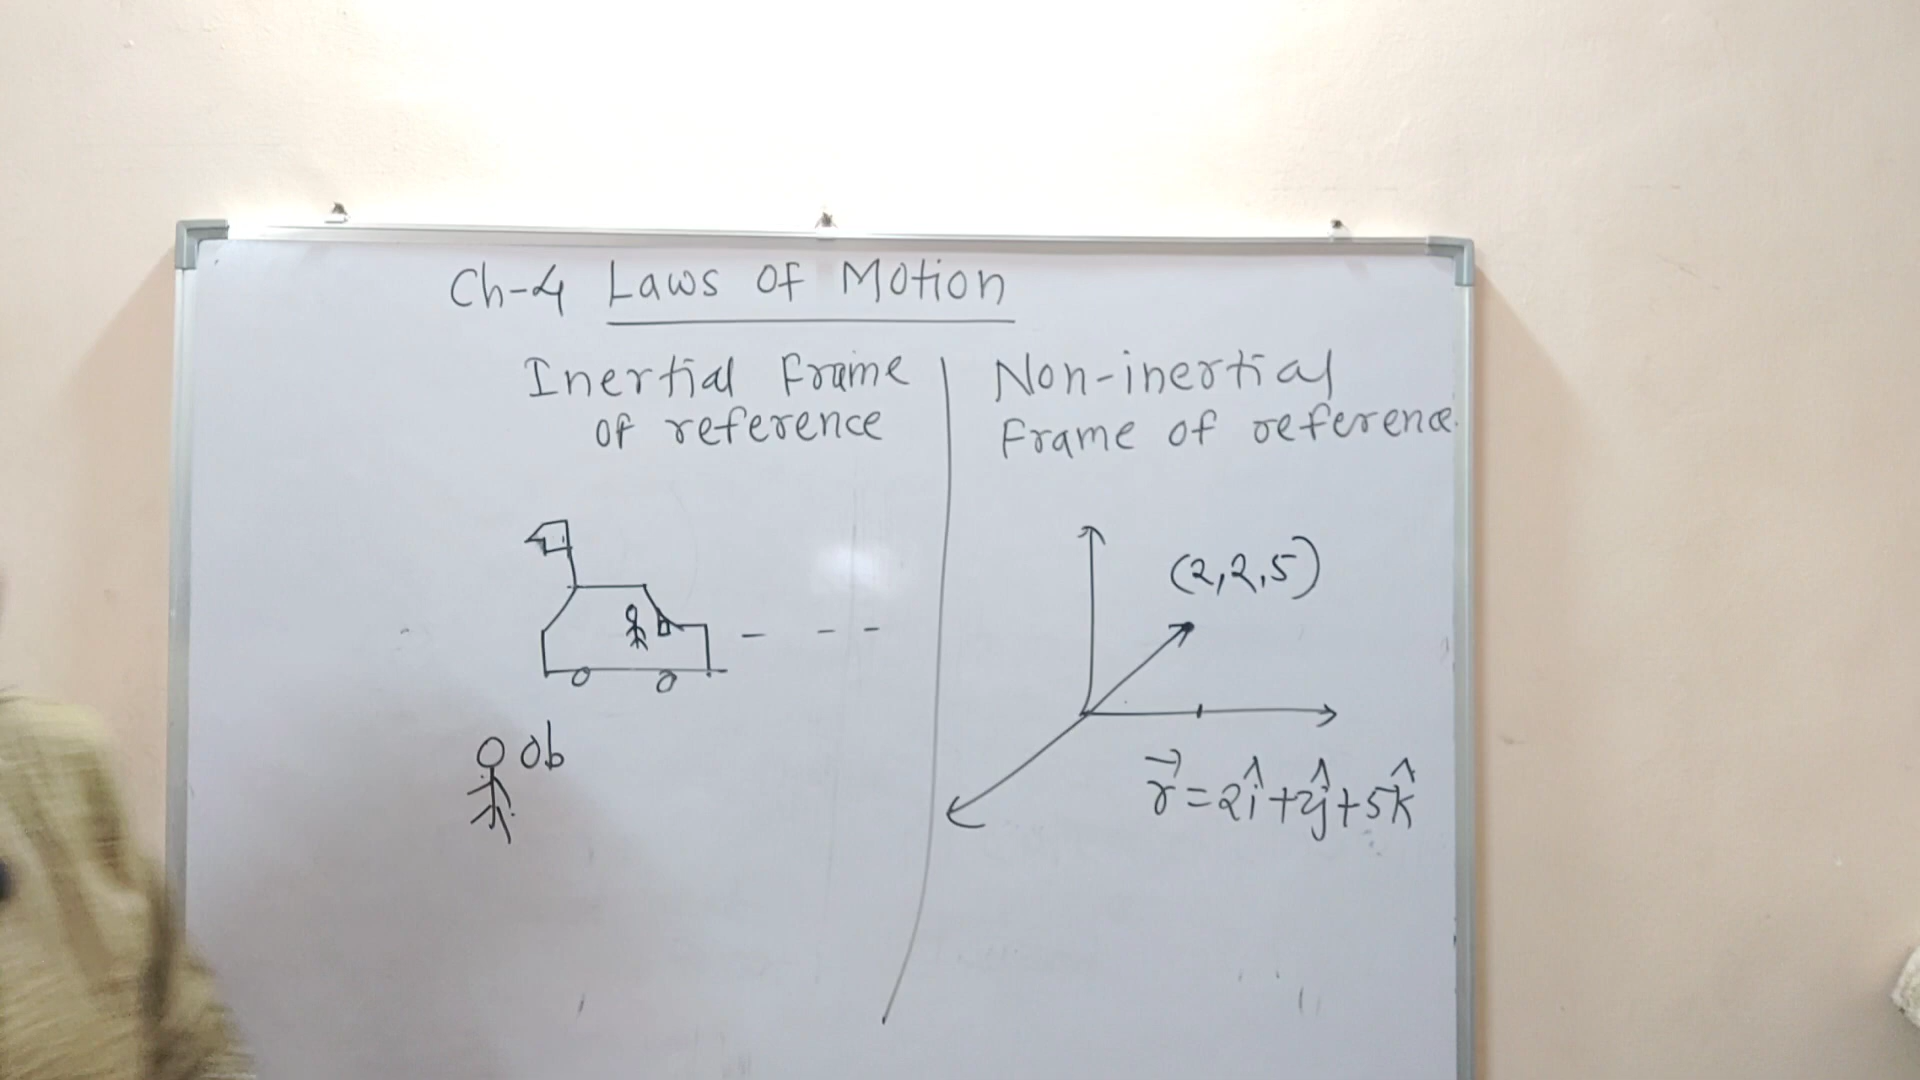 Ch-4 Laws of Motion
Inertial Frame
of reference
Non-inertial
Frame of reference.
ob
(2,2,5)
r⃗ = 2î + 2ĵ + 5k̂